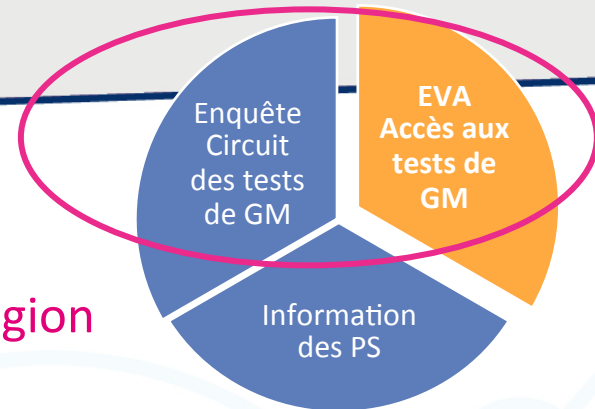 Enquête
Circuit
des tests
de GM
EVA
Accès aux
tests de
GM
gion
Information
des PS